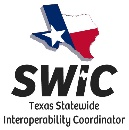 SWiC
Texas Statewide
Interoperability Coordinator